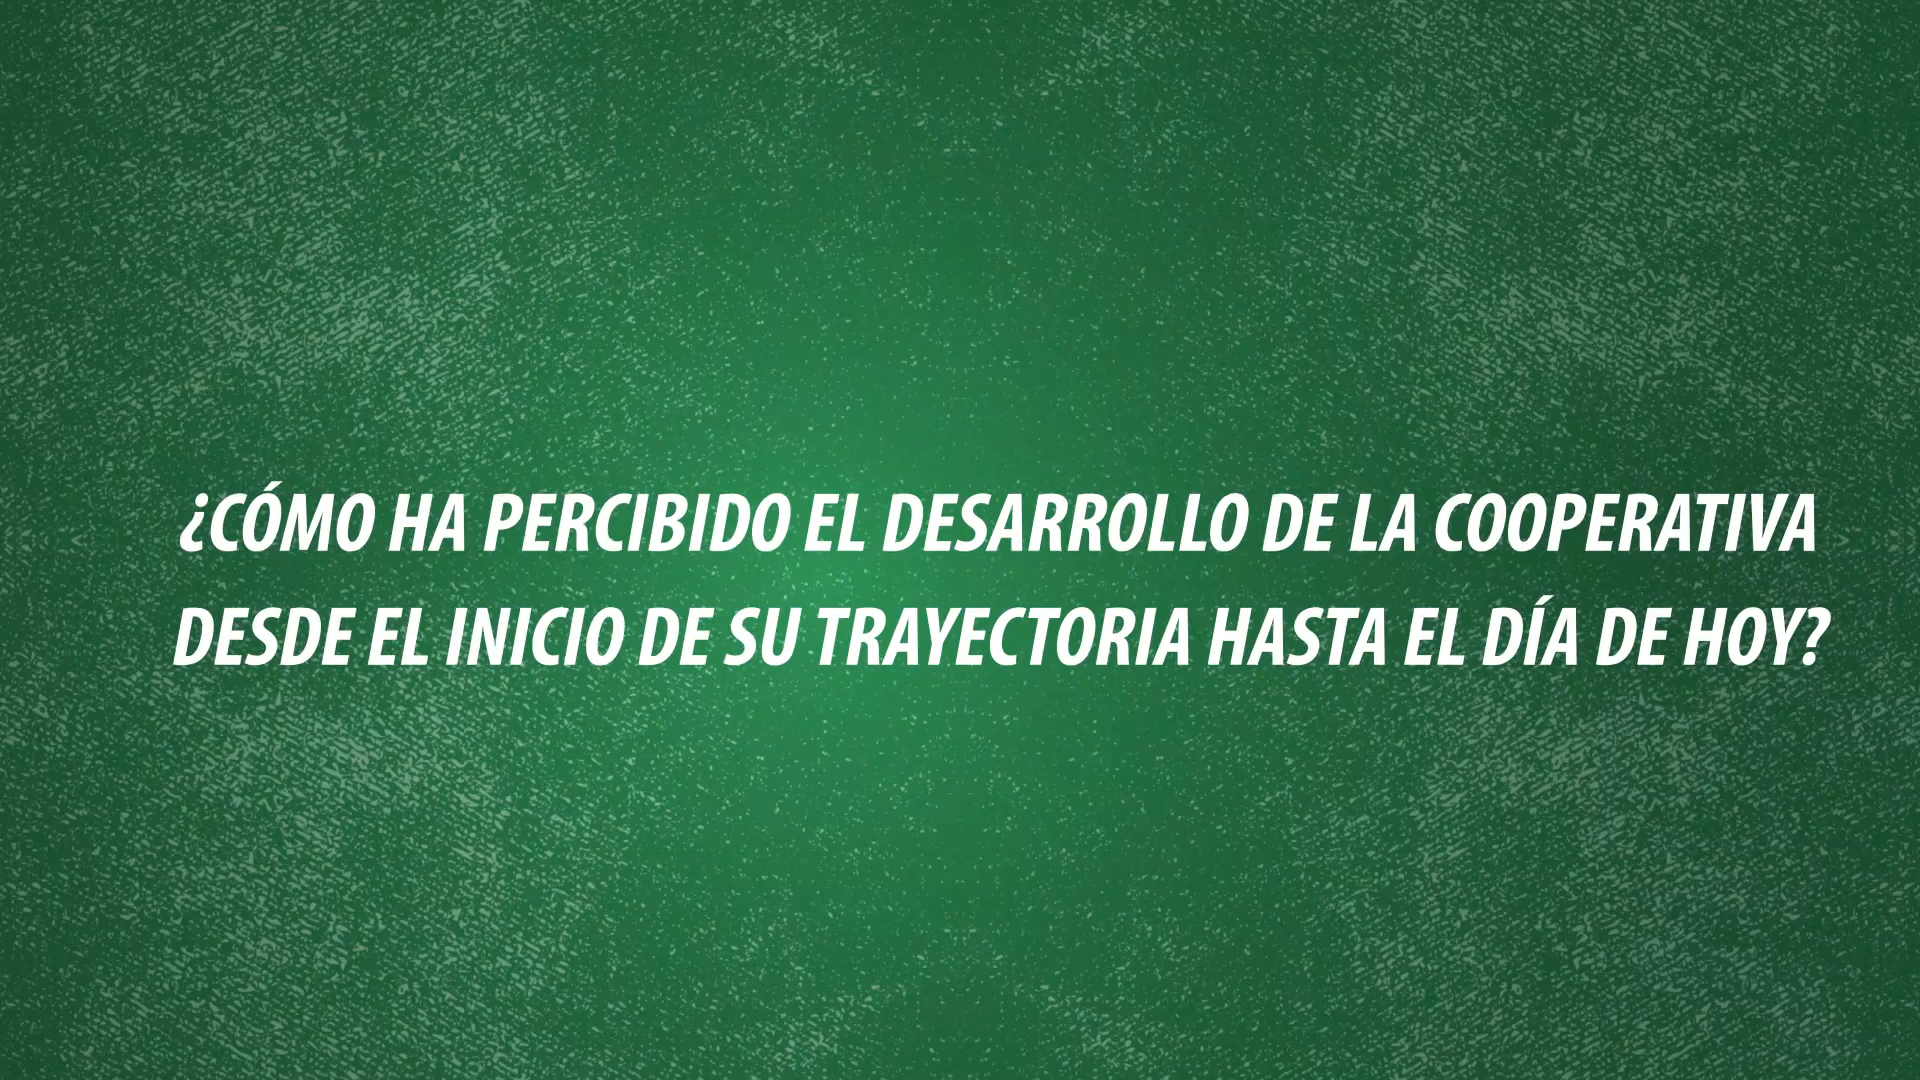 ¿CÓMO HA PERCIBIDO EL DESARROLLO DE LA COOPERATIVA
DESDE EL INICIO DE SU TRAYECTORIA HASTA EL DÍA DE HOY?